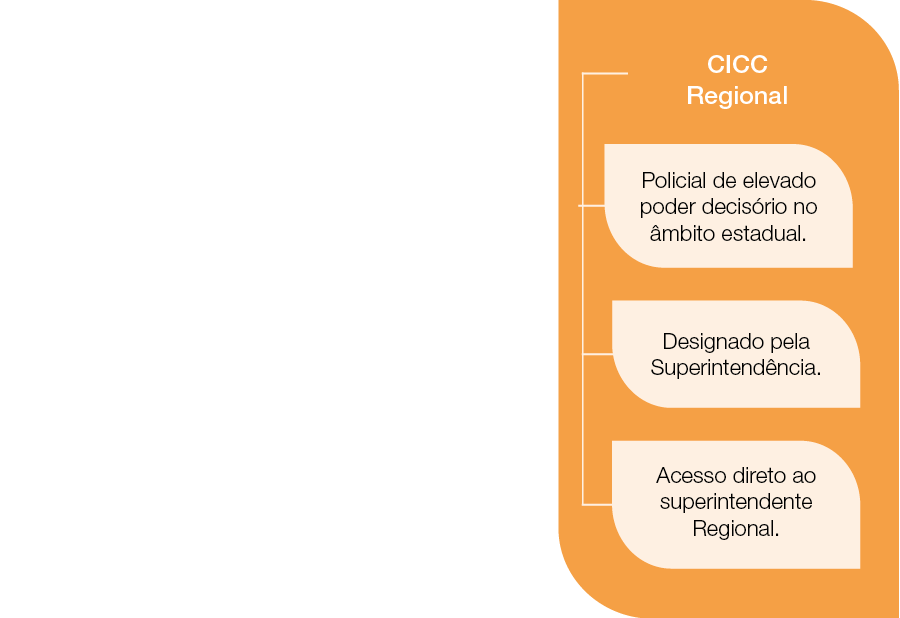 CICC
Regional
Policial de elevado
poder decisório no
âmbito estadual.
Designado pela
Superintendência.
Acesso direto ao
superintendente
Regional.